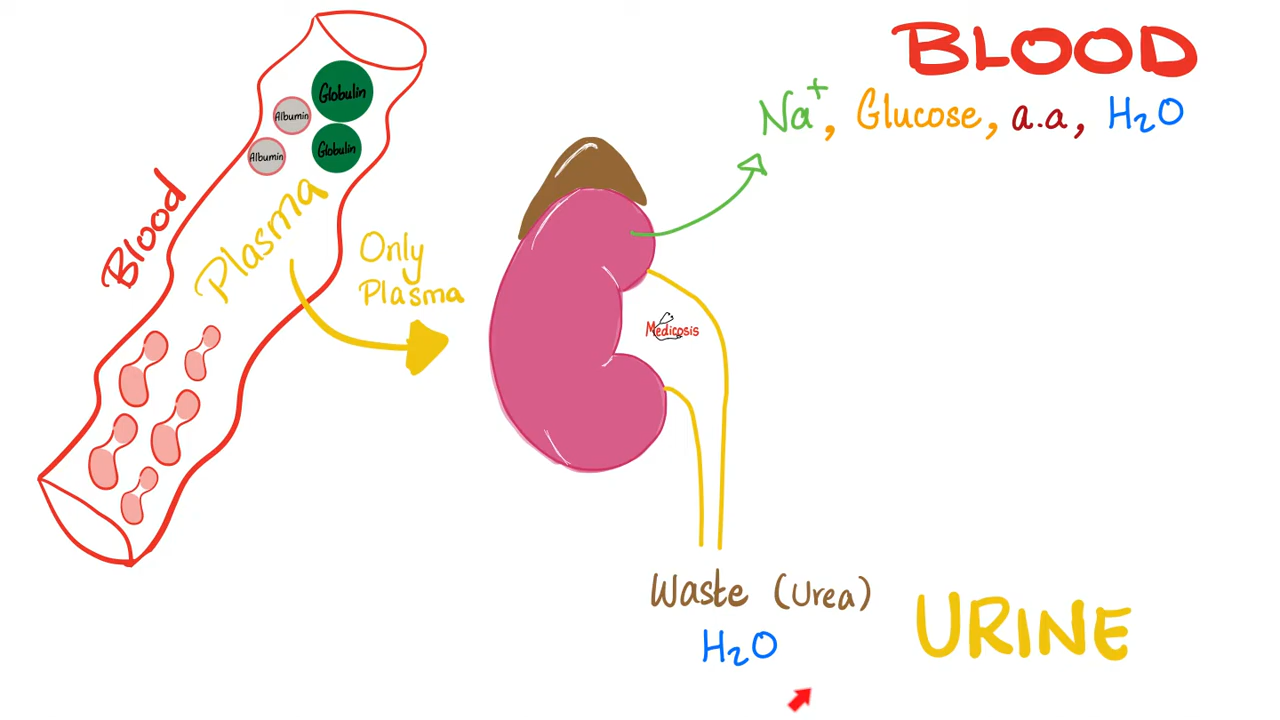 BLOOD
Na+, Glucose, a.a, H2O
Globulin
Albumin
Globulin
Albumin
Blood
Plasma
Only
Plasma
Medicosis
Waste (Urea)
H2O
URINE